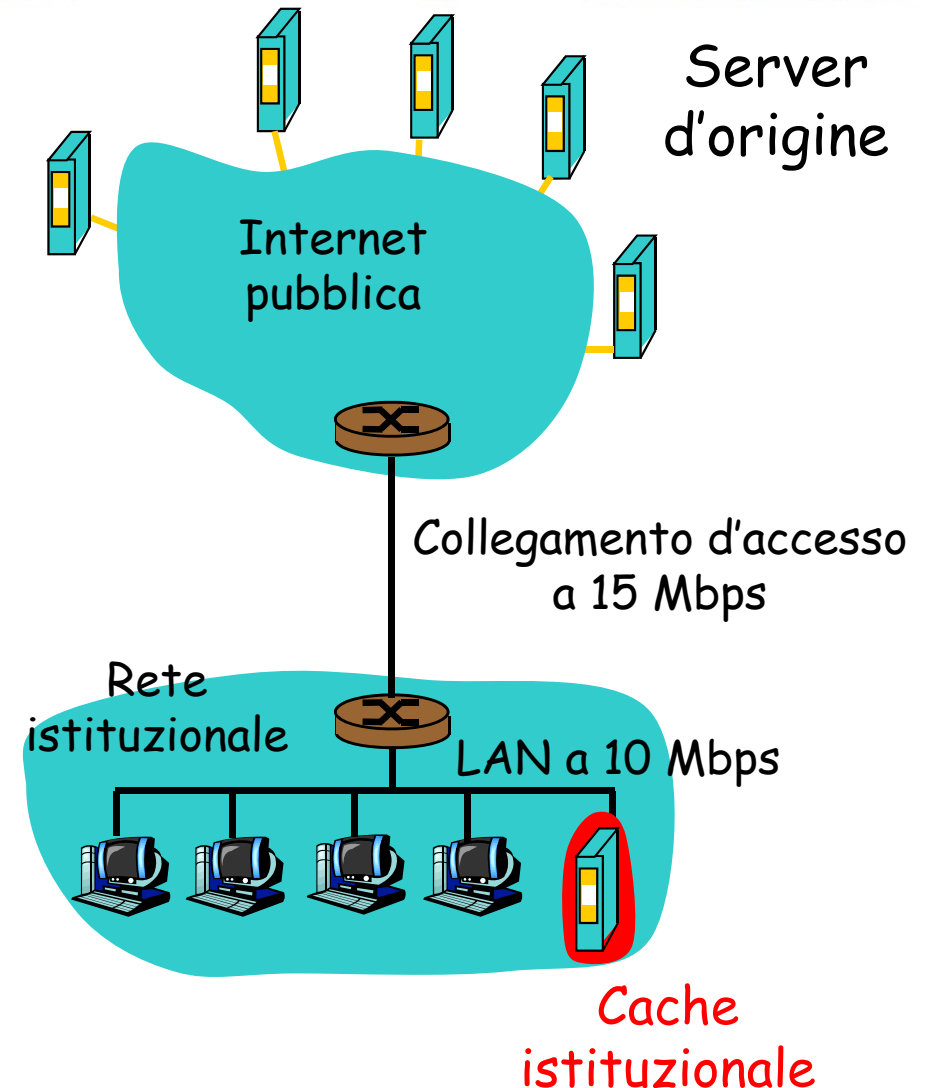 Server
d'origine
Internet
pubblica
Collegamento d'accesso
a 15 Mbps
Rete
istituzionale
LAN a 10 Mbps
Cache
istituzionale